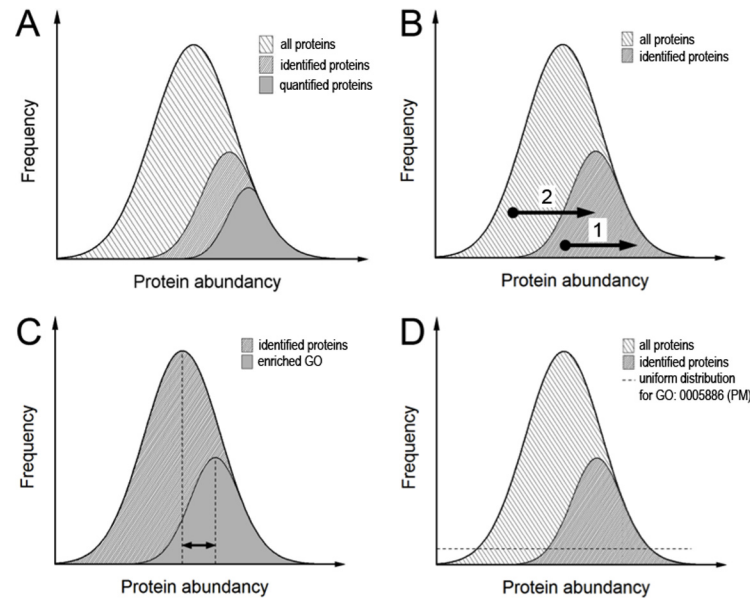 A
all proteins
identified proteins
quantified proteins
Frequency
Protein abundancy
B
all proteins
identified proteins
2
1
Frequency
Protein abundancy
C
identified proteins
enriched GO
Frequency
Protein abundancy
D
all proteins
identified proteins
uniform distribution
for GO: 0005886 (PM)
Frequency
Protein abundancy